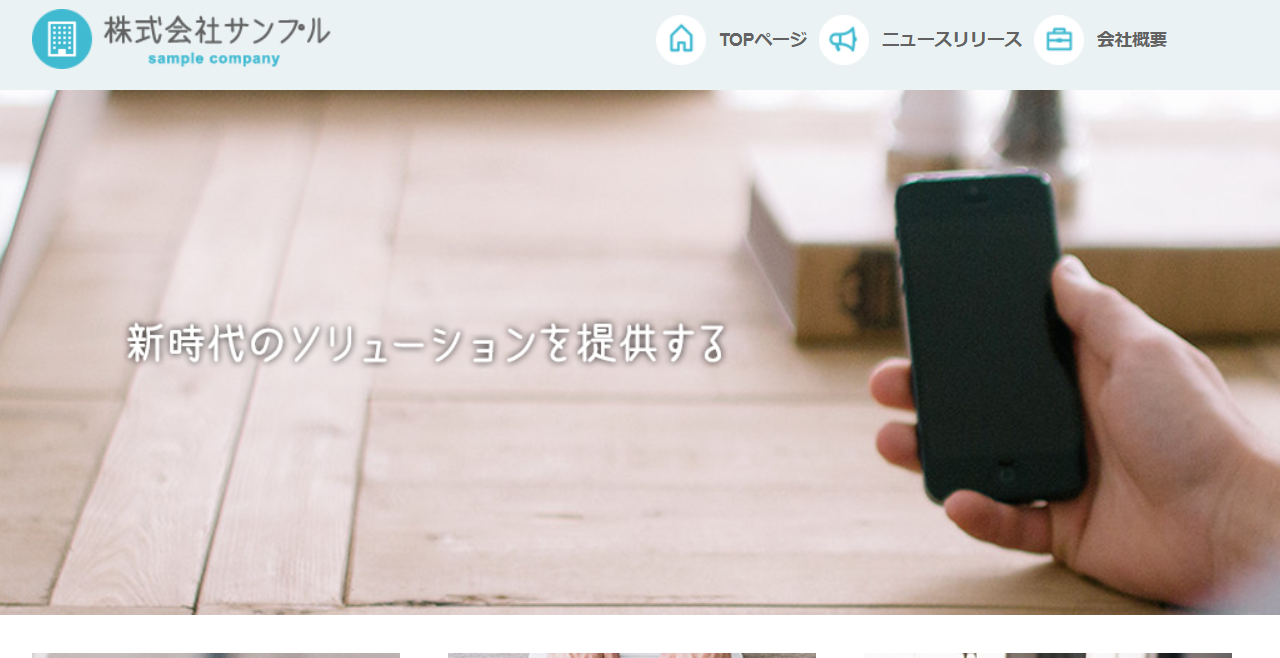 株式会社サンプル
sample company
TOPページ
ニュースリリース
会社概要
新時代のソリューションを提供する